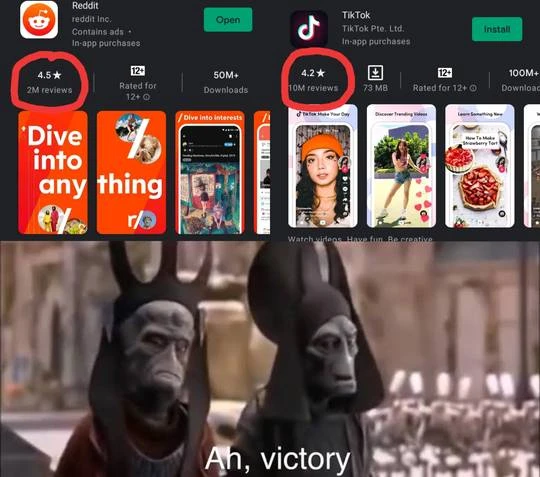 Reddit
reddit Inc.
Contains ads •
In-app purchases
Open
4.5★
2M reviews
12+
Rated for
12+ ⓘ
50M+
Downloads
Dive
into
any
thing
r/
/ Dive into interests
TikTok
TikTok Pte. Ltd.
In-app purchases
Install
4.2★
10M reviews
73 MB
12+
Rated for
12+ ⓘ
100M+
Downloads
TikTok Make Your Day
Discover Trending Videos
Learn Something New
How To Make
Strawberry Tart
Watch videos, Have fun, Be creative
Ah, victory